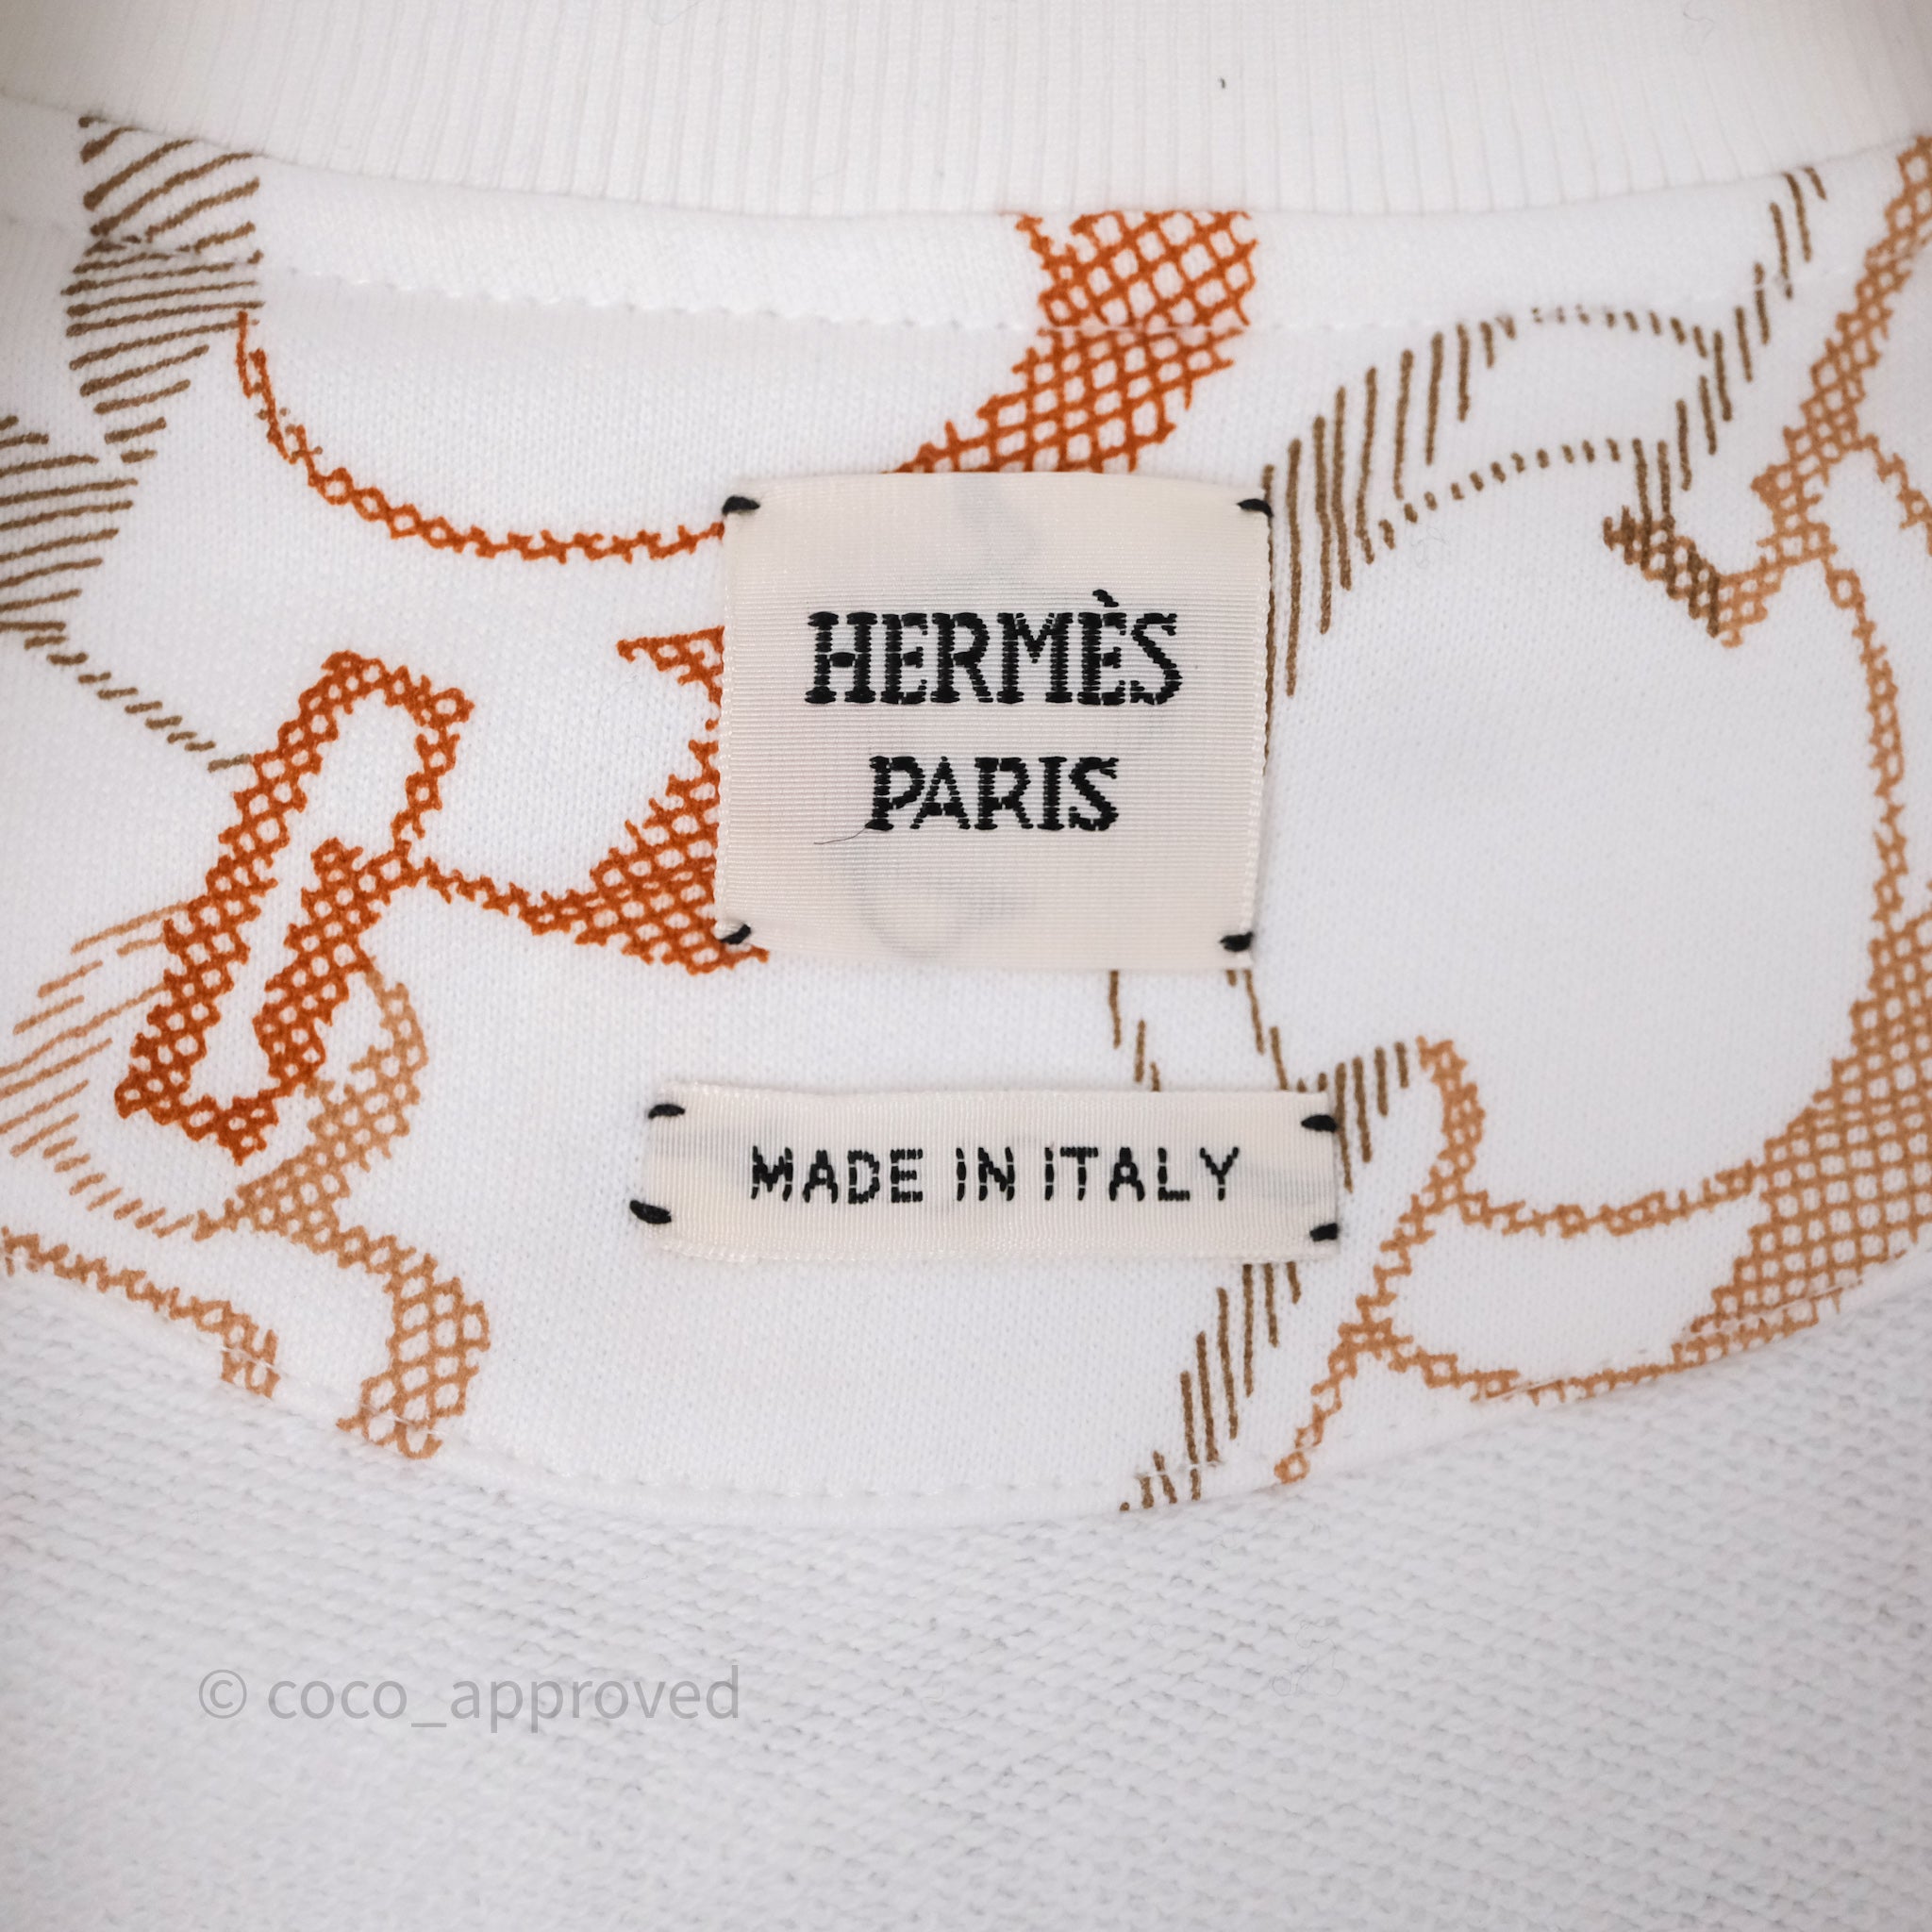 HERMÈS
PARIS
MADE IN ITALY
© coco_approved